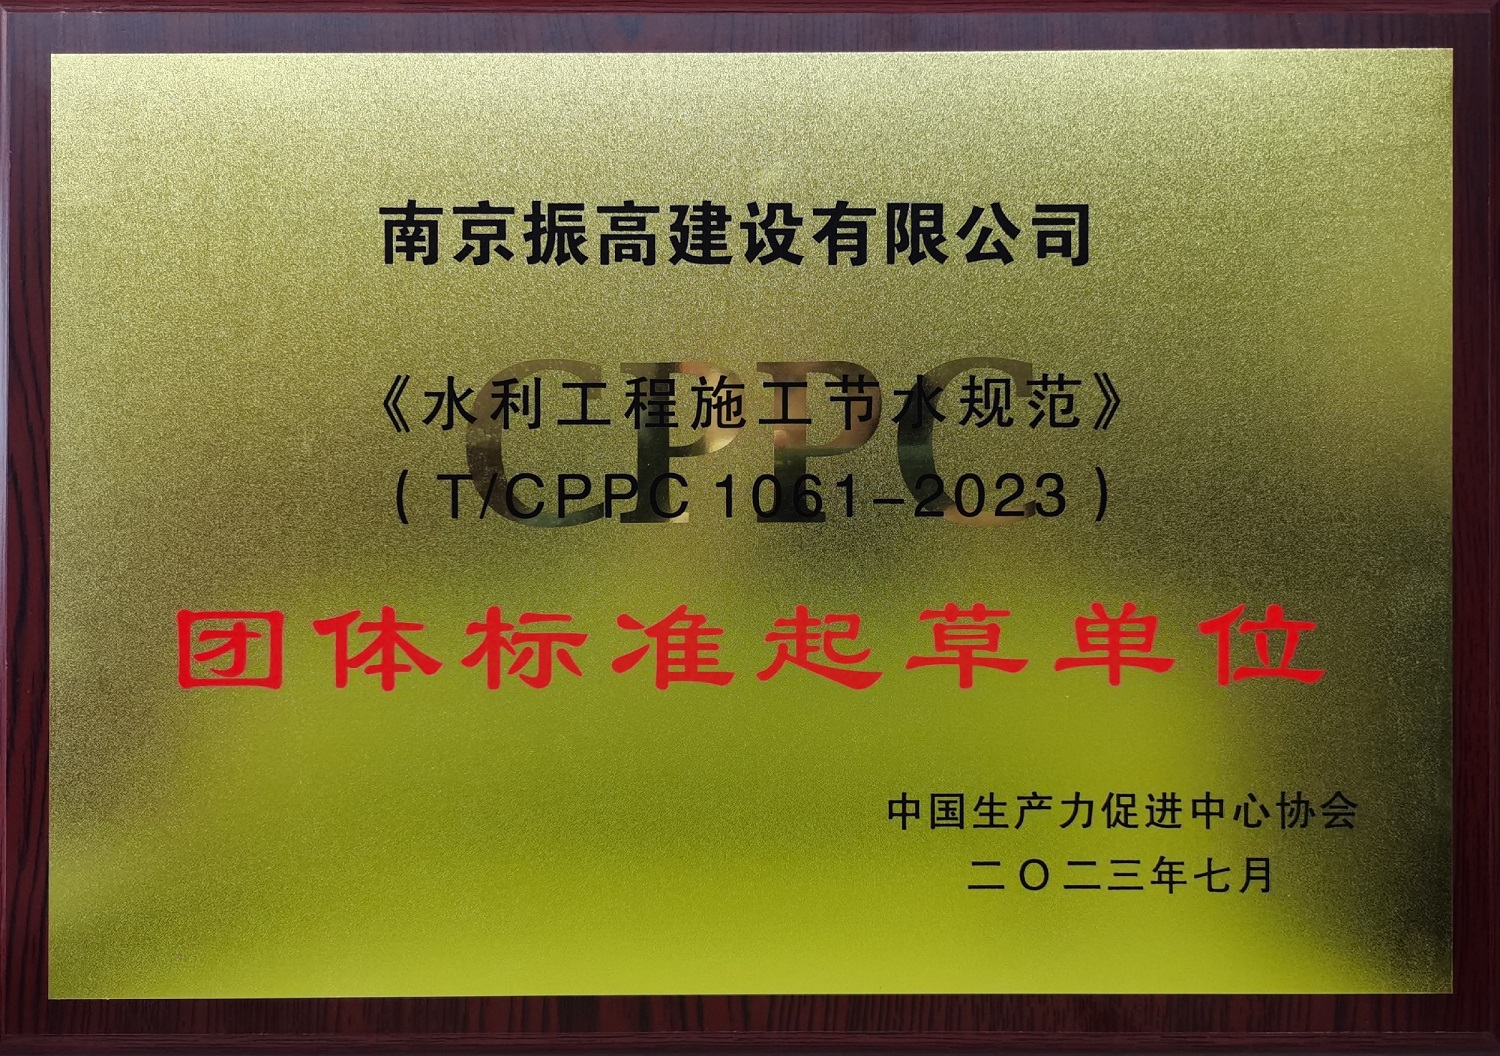 南京振高建设有限公司
CPPC
《水利工程施工节水规范》
（T/CPPC 1061-2023）
团体标准起草单位
中国生产力促进中心协会
二〇二三年七月